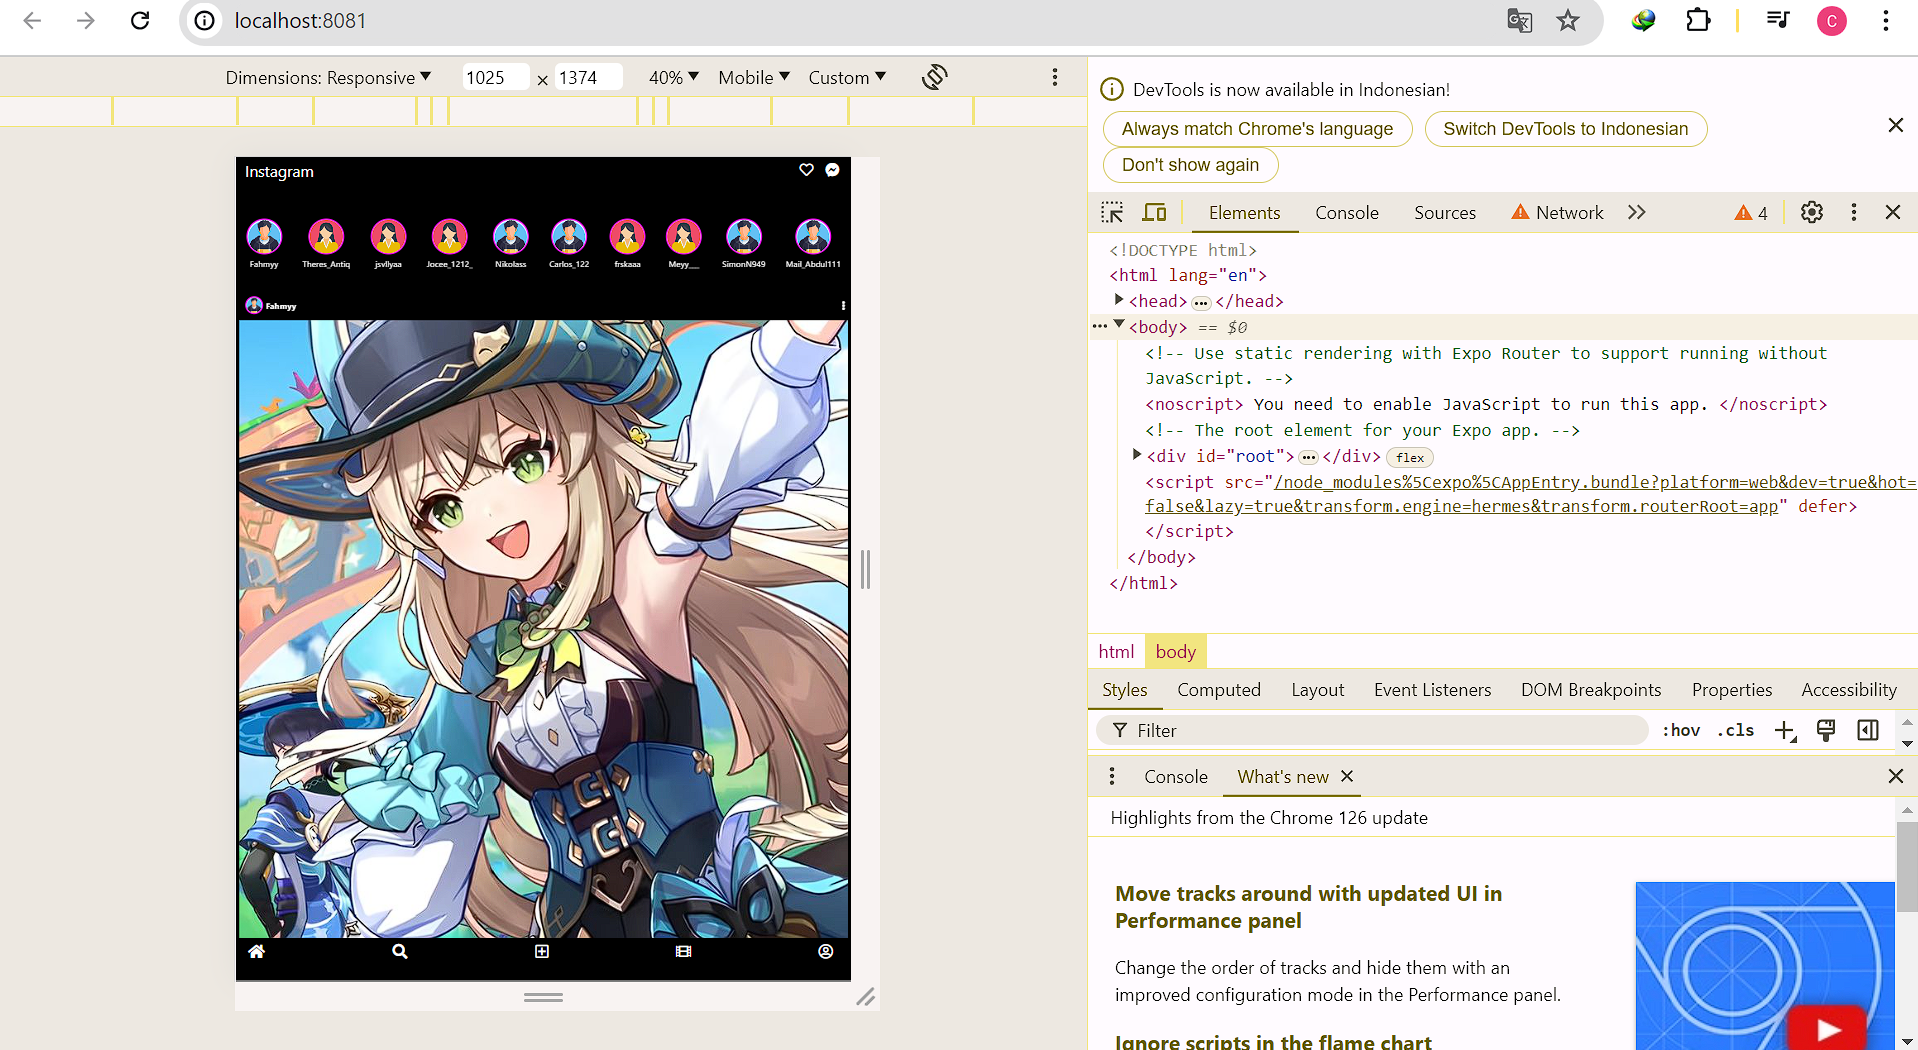 localhost:8081
Dimensions: Responsive 1025 × 1374 40% Mobile Custom
Instagram
Fahmyy Theres_Antiq jsvllyaa Jocee_1212_ Nikolass Carlos_122 frskaaa Meyy___ SimonN949 Mail_Abdul111
Fahmyy
C
DevTools is now available in Indonesian!
Always match Chrome's language Switch DevTools to Indonesian
Don't show again
Elements Console Sources Network 4
<!DOCTYPE html>
<html lang="en">
<head> ••• </head>
••• <body> == $0
<!-- Use static rendering with Expo Router to support running without
JavaScript. -->
<noscript> You need to enable JavaScript to run this app. </noscript>
<!-- The root element for your Expo app. -->
<div id="root"> ••• </div> flex
<script src="/node_modules%5Cexpo%5CAppEntry.bundle?platform=web&dev=true&hot=
false&lazy=true&transform.engine=hermes&transform.routerRoot=app" defer>
</script>
</body>
</html>
html body
Styles Computed Layout Event Listeners DOM Breakpoints Properties Accessibility
Filter :hov .cls
Console What's new
Highlights from the Chrome 126 update
Move tracks around with updated UI in
Performance panel
Change the order of tracks and hide them with an
improved configuration mode in the Performance panel.
Ignore scripts in the flame chart